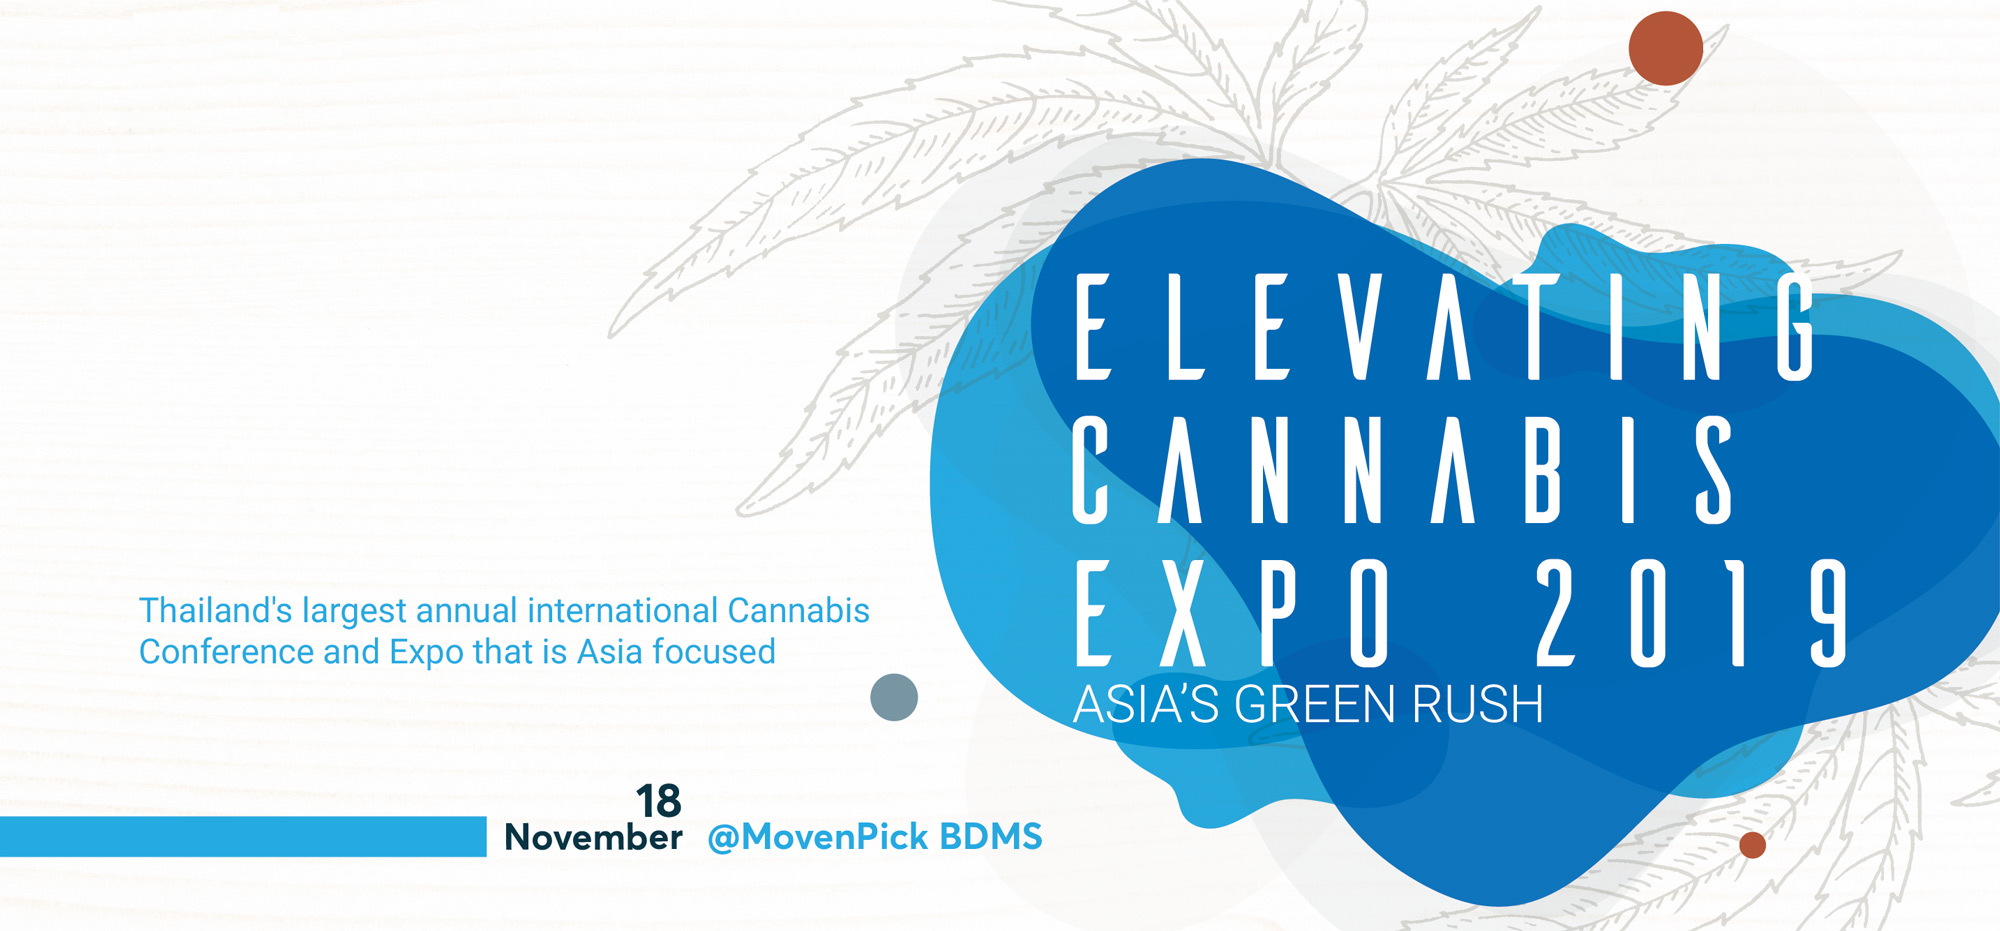 ELEVATING
CANNABIS
EXPO 2019
ASIA'S GREEN RUSH
Thailand's largest annual international Cannabis
Conference and Expo that is Asia focused
18
November @MovenPick BDMS